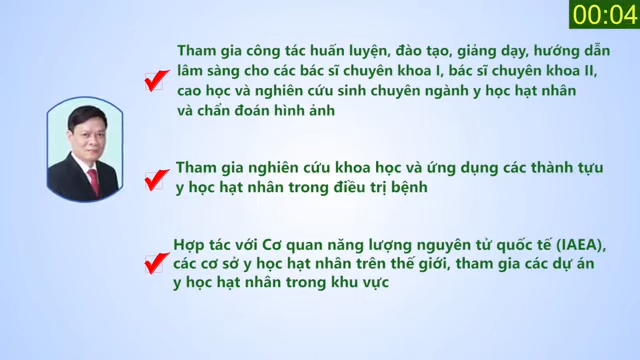 00:04
Tham gia công tác huấn luyện, đào tạo, giảng dạy, hướng dẫn
lâm sàng cho các bác sĩ chuyên khoa I, bác sĩ chuyên khoa II,
cao học và nghiên cứu sinh chuyên ngành y học hạt nhân
và chẩn đoán hình ảnh
Tham gia nghiên cứu khoa học và ứng dụng các thành tựu
y học hạt nhân trong điều trị bệnh
Hợp tác với Cơ quan năng lượng nguyên tử quốc tế (IAEA),
các cơ sở y học hạt nhân trên thế giới, tham gia các dự án
y học hạt nhân trong khu vực